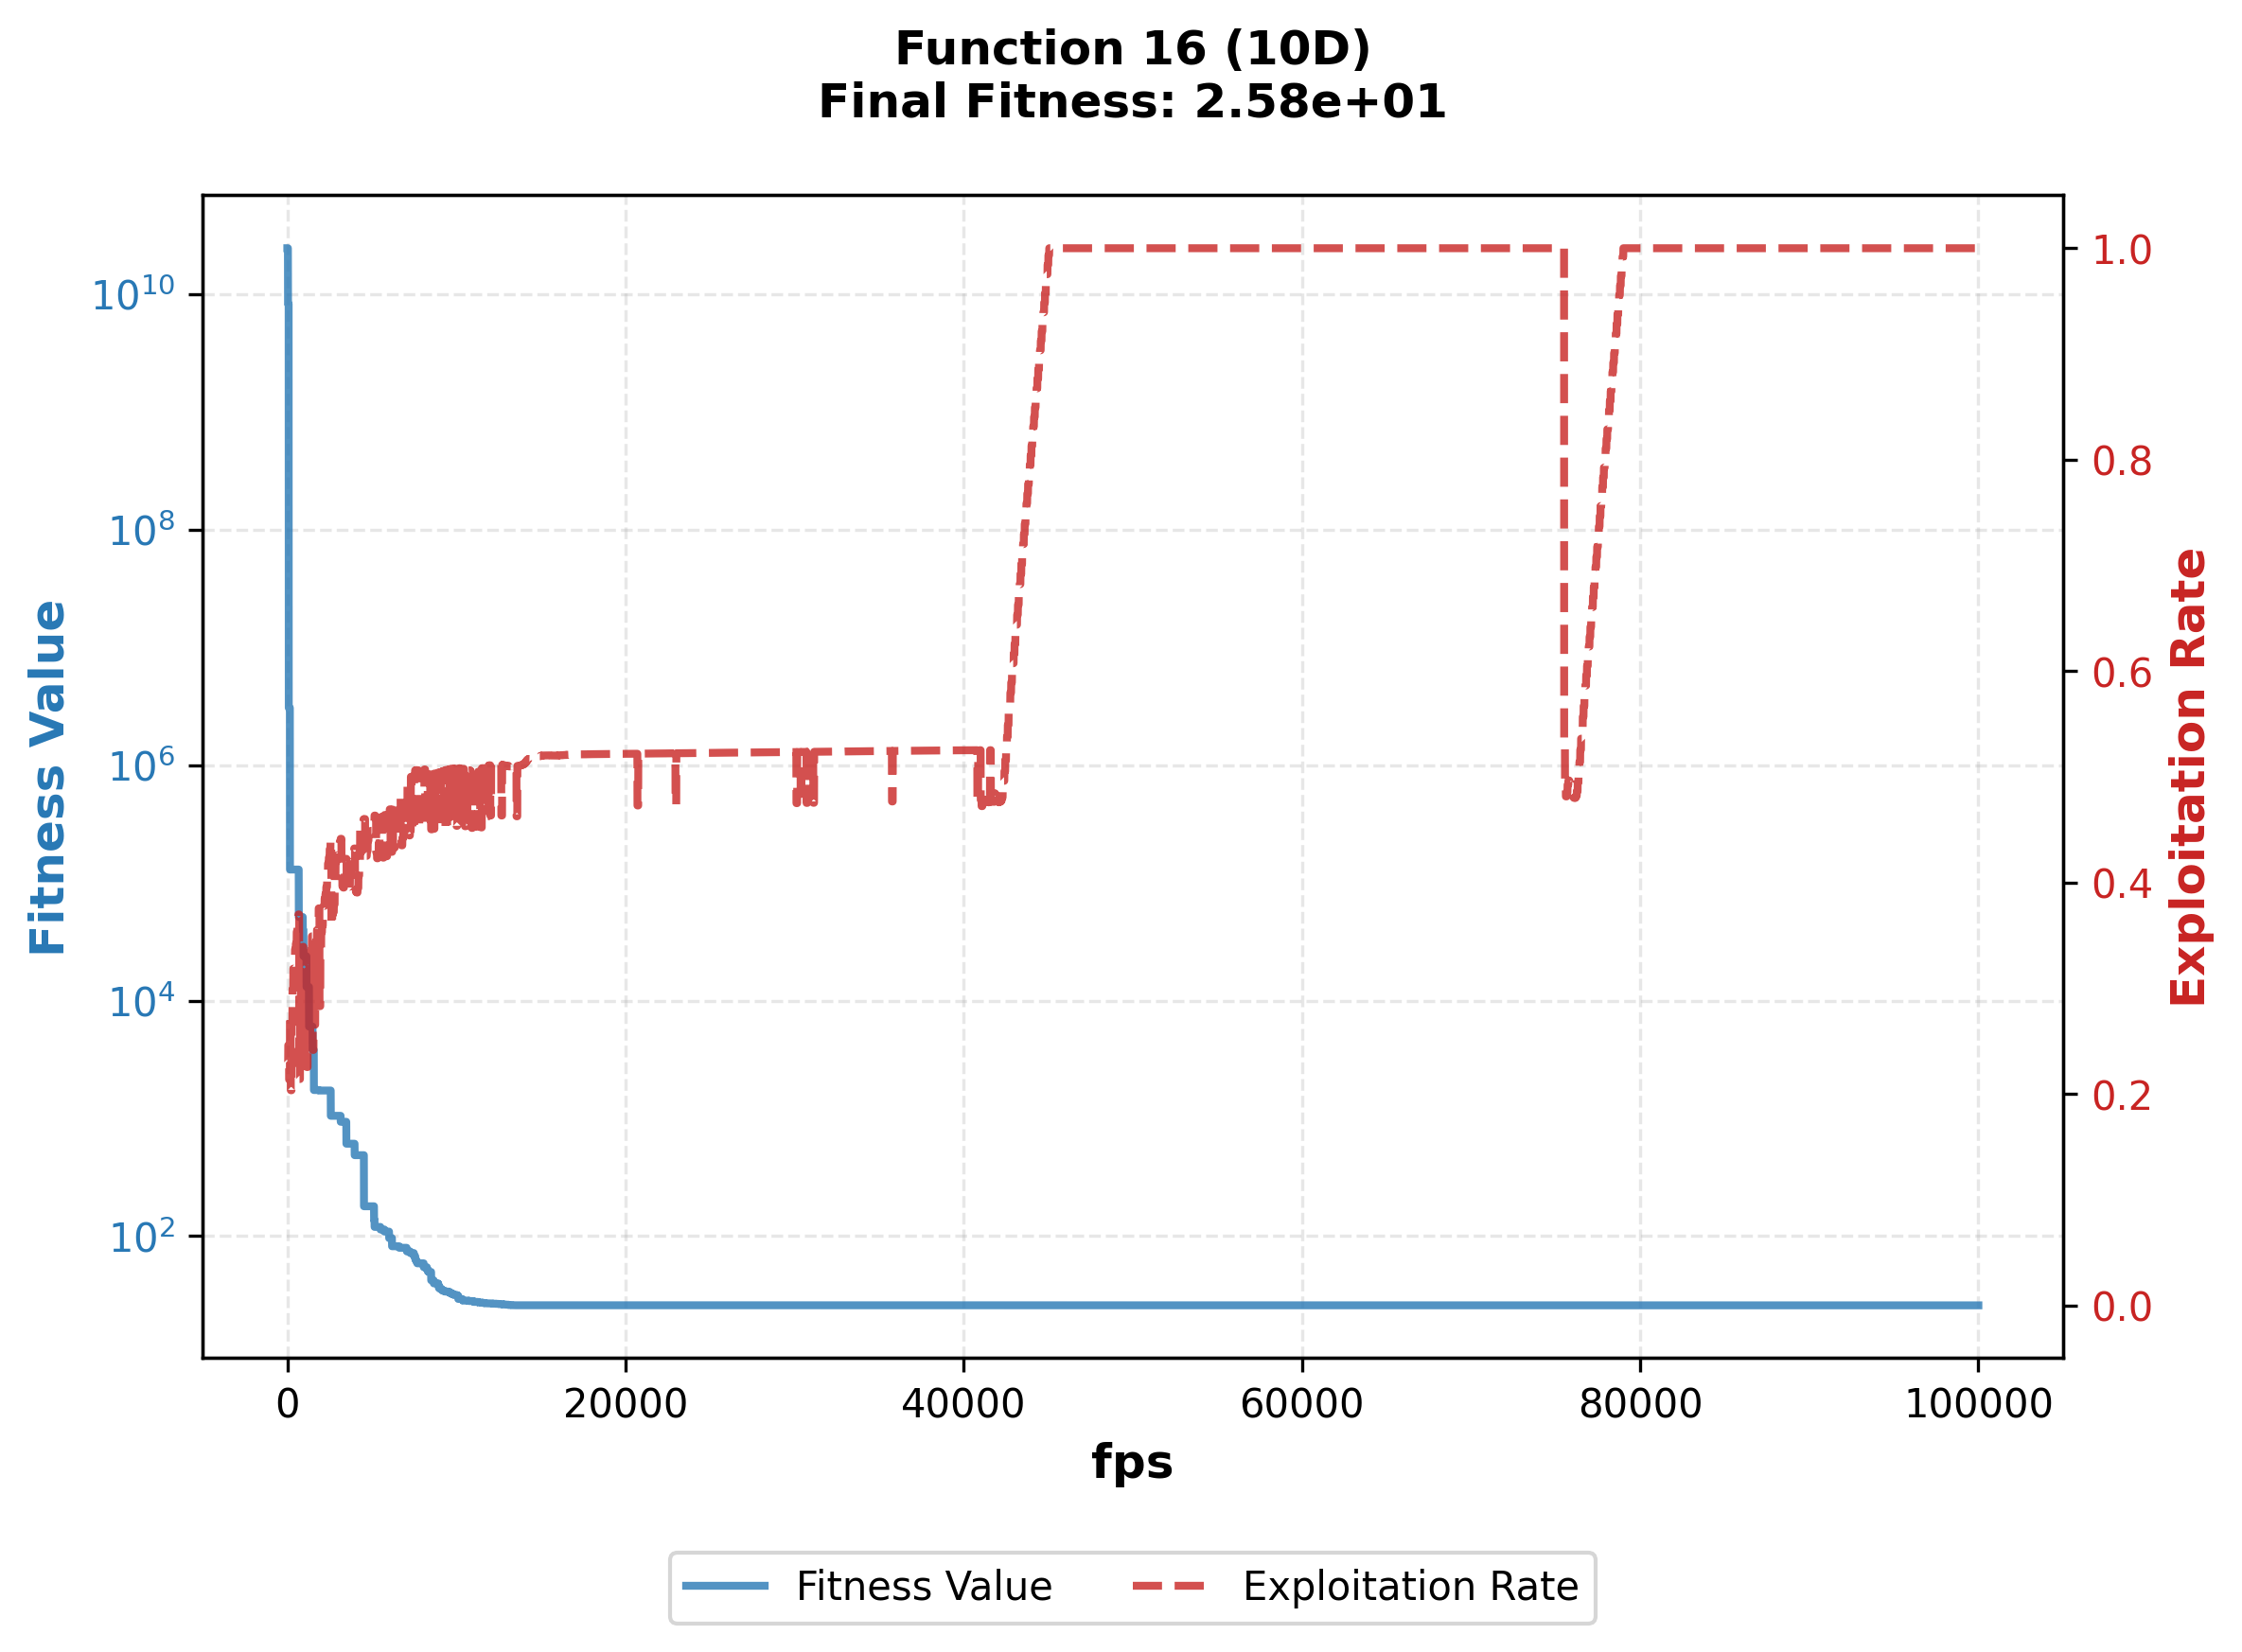 Function 16 (10D)
Final Fitness: 2.58e+01
Fitness Value
10¹⁰
10⁸
10⁶
10⁴
10²
1.0
0.8
0.6
0.4
0.2
0.0
Exploitation Rate
0 20000 40000 60000 80000 100000
fps
Fitness Value Exploitation Rate